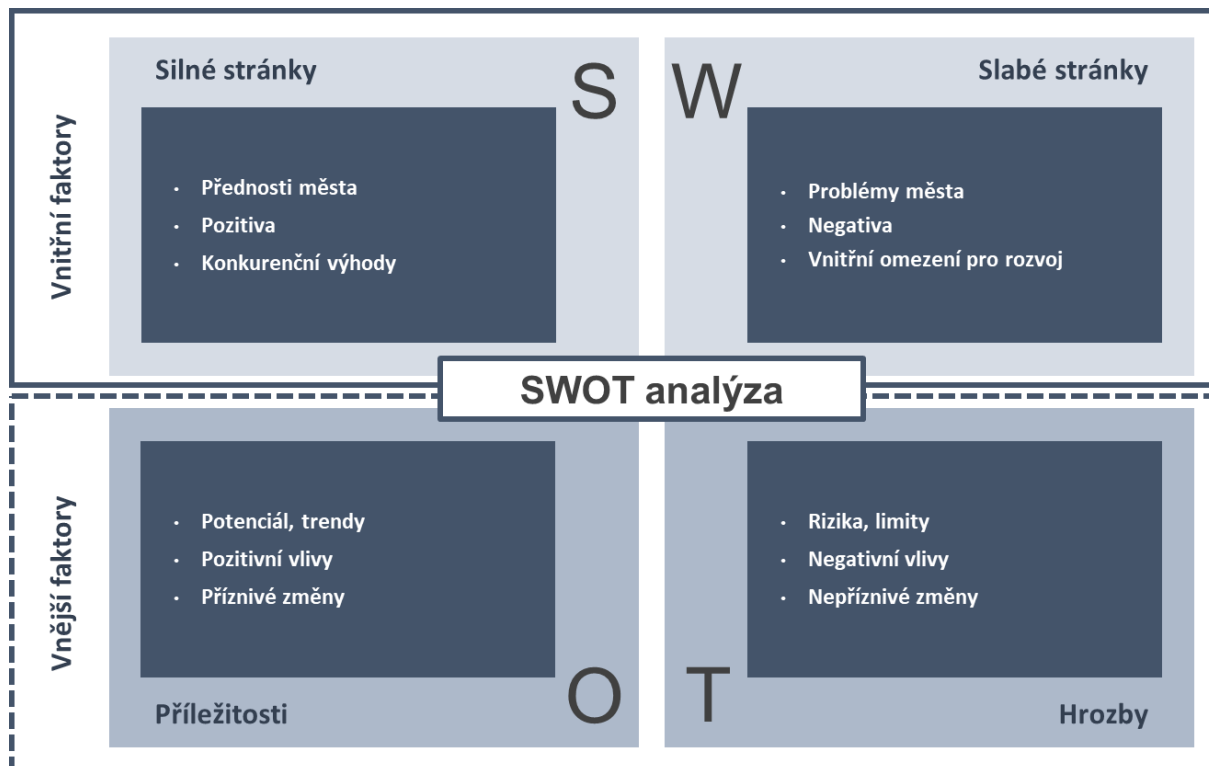 Vnitřní faktory
Silné stránky
S
· Přednosti města
· Pozitiva
· Konkurenční výhody
W
Slabé stránky
· Problémy města
· Negativa
· Vnitřní omezení pro rozvoj
SWOT analýza
Vnější faktory
· Potenciál, trendy
· Pozitivní vlivy
· Příznivé změny
Příležitosti
O
· Rizika, limity
· Negativní vlivy
· Nepříznivé změny
T
Hrozby